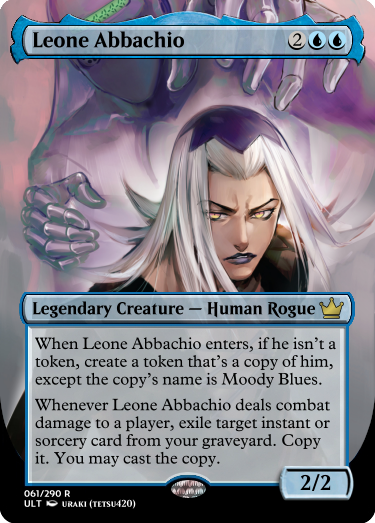 Leone Abbachio 2
Legendary Creature — Human Rogue
When Leone Abbachio enters, if he isn't a
token, create a token that's a copy of him,
except the copy's name is Moody Blues.
Whenever Leone Abbachio deals combat
damage to a player, exile target instant or
sorcery card from your graveyard. Copy
it. You may cast the copy.
2/2
061/290 R
ULT URAKI (TETSU420)